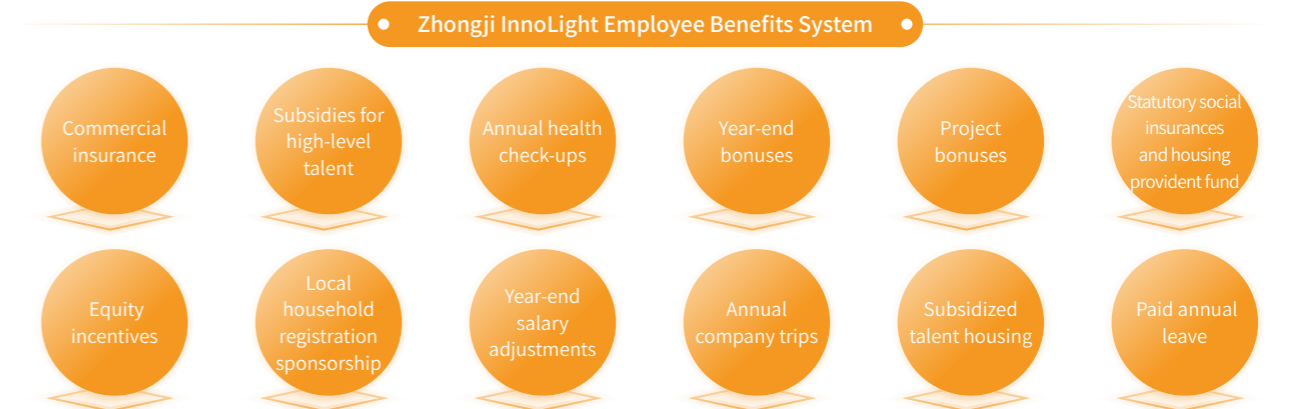 Zhongji InnoLight Employee Benefits System
Commercial
insurance
Subsidies for
high-level
talent
Annual health
check-ups
Year-end
bonuses
Project
bonuses
Statutory social
insurances
and housing
provident fund
Equity
incentives
Local
household
registration
sponsorship
Year-end
salary
adjustments
Annual
company trips
Subsidized
talent housing
Paid annual
leave